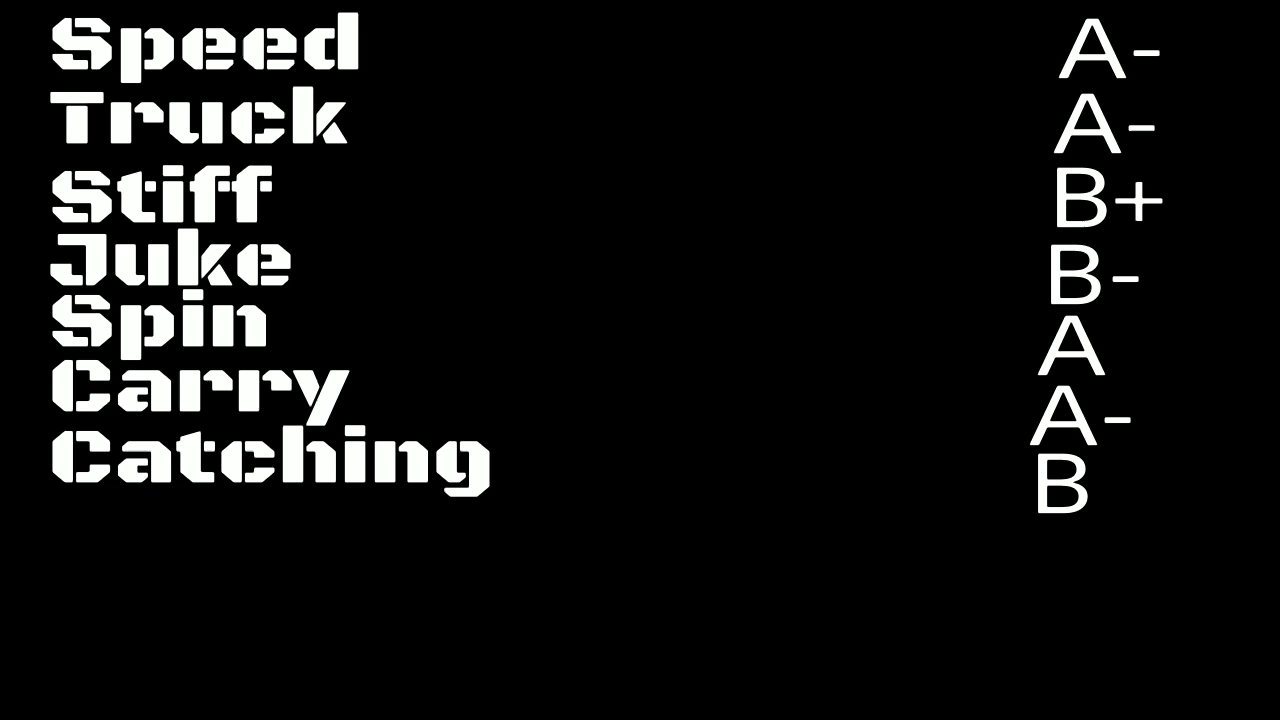 Speed A-
Truck A-
Stiff B+
Juke B-
Spin A
Carry A-
Catching B